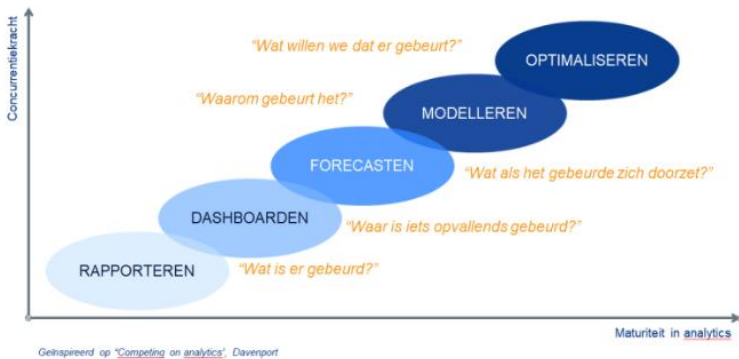 Concurrentiekracht
"Wat willen we dat er gebeurt?"
OPTIMALISEREN
"Waarom gebeurt het?"
MODELLEREN
FORECASTEN
"Wat als het gebeurde zich doorzet?"
DASHBOARDEN
"Waar is iets opvallends gebeurd?"
RAPPORTEREN
"Wat is er gebeurd?"
Maturiteit in analytics
Geïnspireerd op "Competing on analytics', Davenport